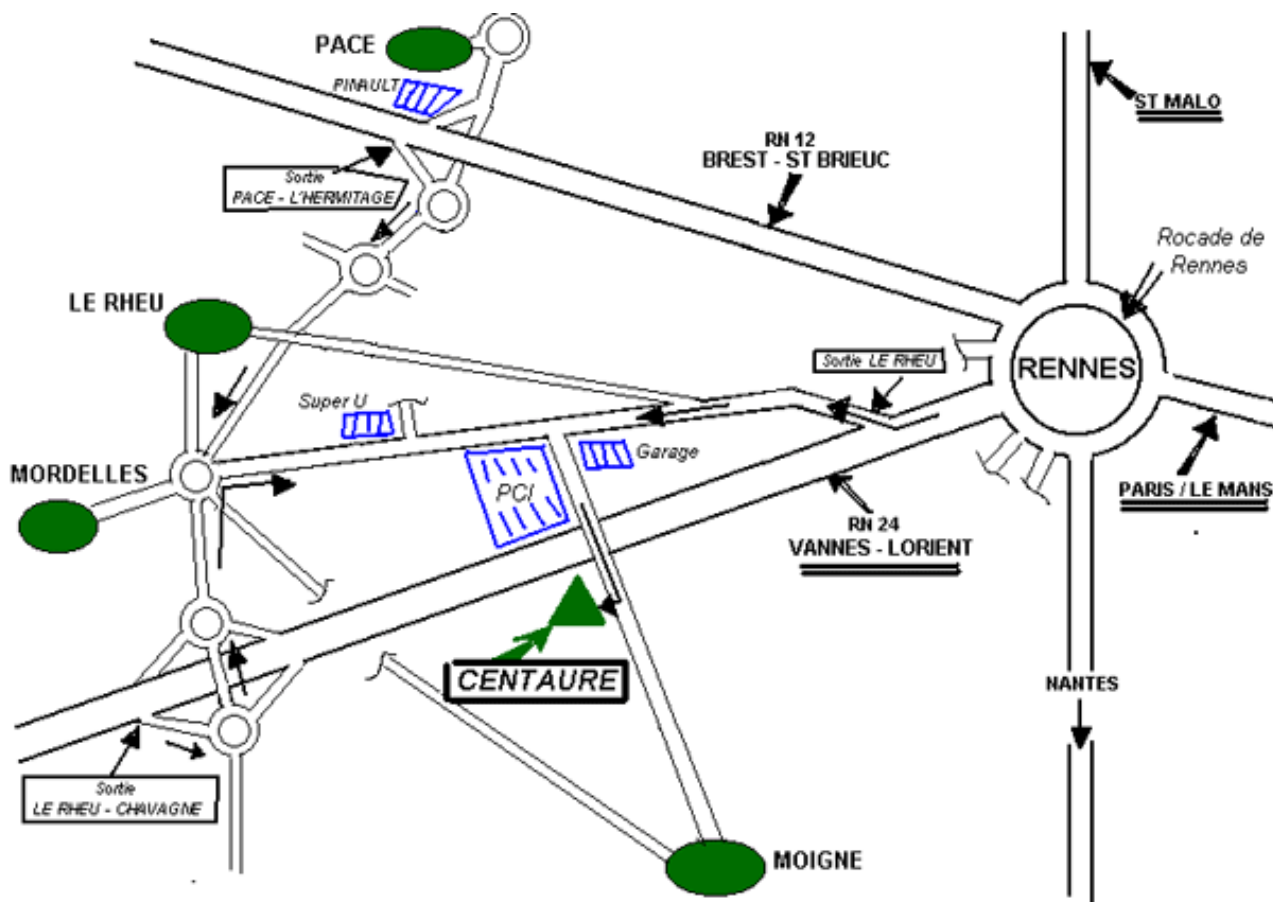 PACE
PINAULT
ST MALO
RN 12
BREST - ST BRIEUC
Sortie
PACE - L'HERMITAGE
Rocade de
Rennes
LE RHEU
Sortie LE RHEU
RENNES
Super U
Garage
MORDELLES
PCI
PARIS / LE MANS
RN 24
VANNES - LORIENT
CENTAURE
NANTES
Sortie
LE RHEU - CHAVAGNE
MOIGNE